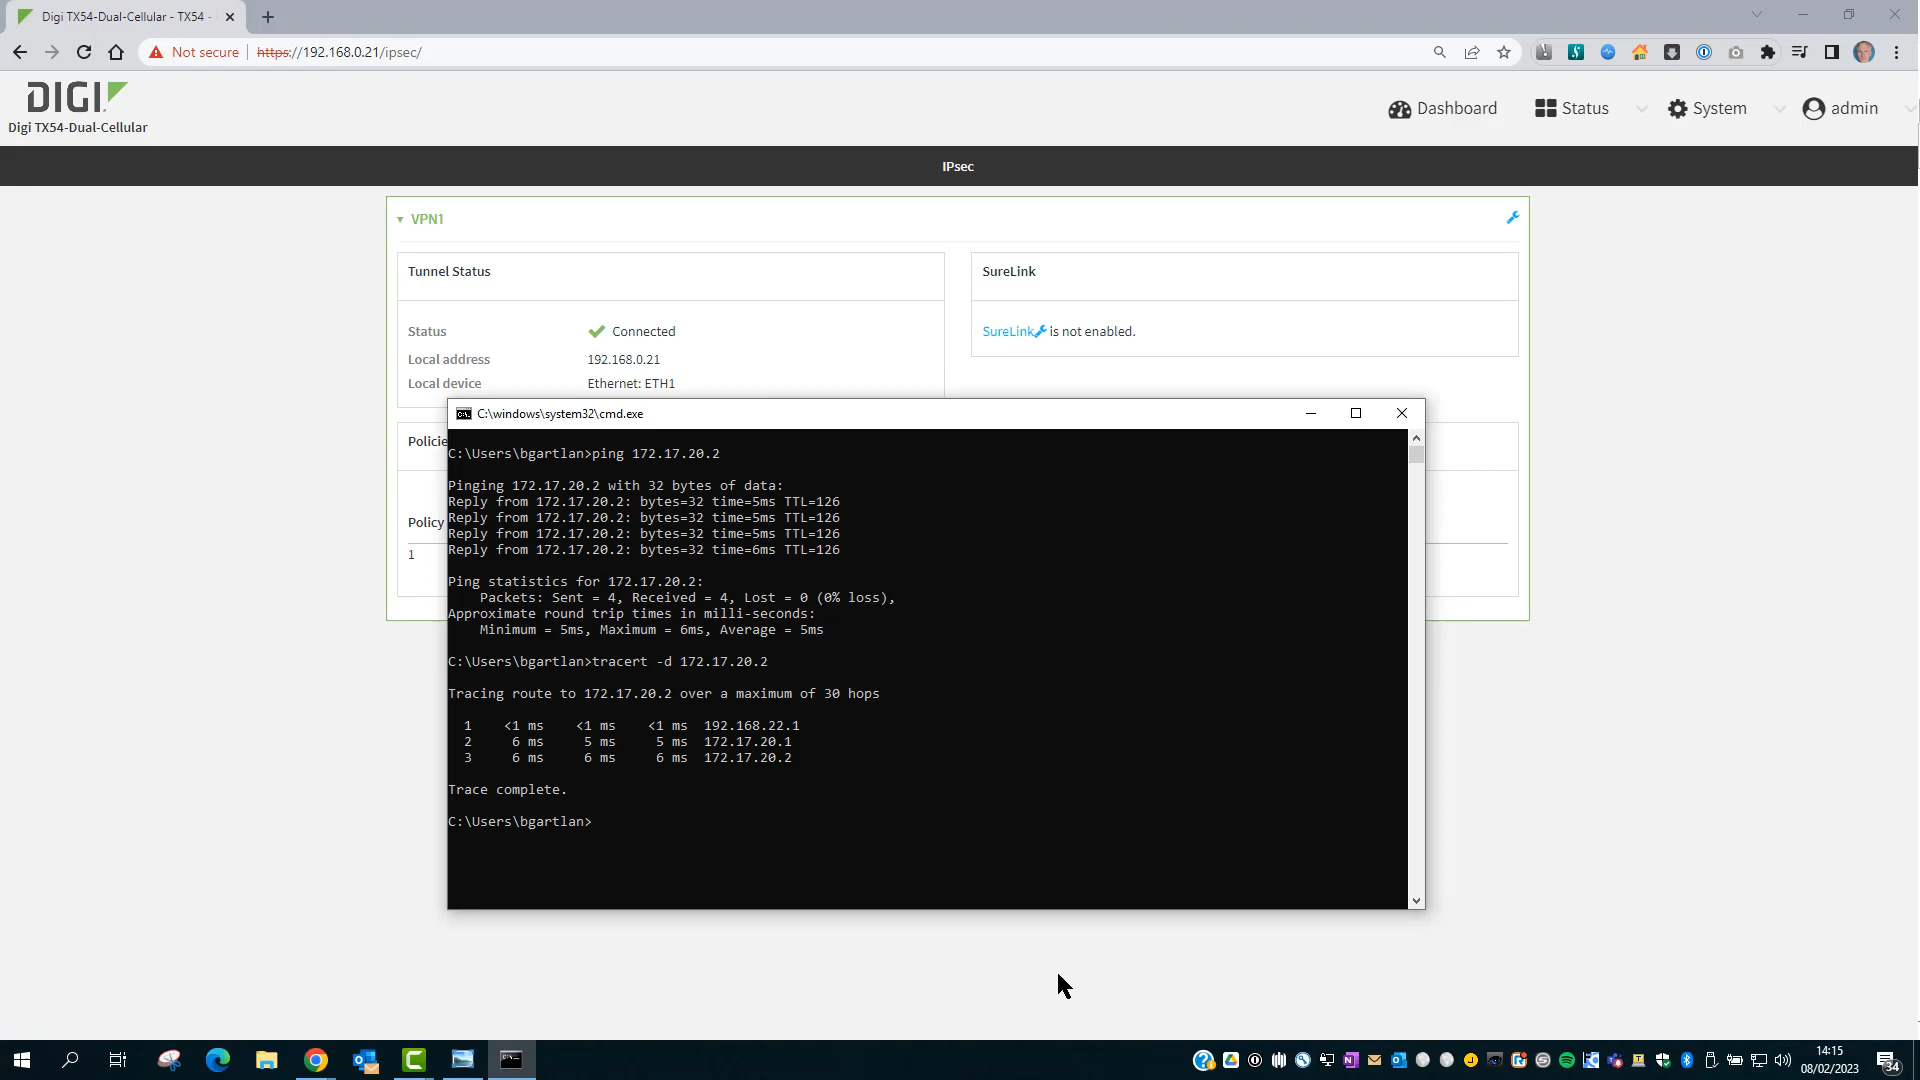 Digi TX54-Dual-Cellular - TX54 -
Not secure https://192.168.0.21/ipsec/
DIGI
Digi TX54-Dual-Cellular
Dashboard
Status
System
admin
IPsec
VPN1
Tunnel Status
Status Connected
Local address 192.168.0.21
Local device Ethernet: ETH1
SureLink
SureLink is not enabled.
Policie
Policy
1
C:\windows\system32\cmd.exe
C:\Users\bgartlan>ping 172.17.20.2
Pinging 172.17.20.2 with 32 bytes of data:
Reply from 172.17.20.2: bytes=32 time=5ms TTL=126
Reply from 172.17.20.2: bytes=32 time=5ms TTL=126
Reply from 172.17.20.2: bytes=32 time=5ms TTL=126
Reply from 172.17.20.2: bytes=32 time=6ms TTL=126
Ping statistics for 172.17.20.2:
Packets: Sent = 4, Received = 4, Lost = 0 (0% loss),
Approximate round trip times in milli-seconds:
Minimum = 5ms, Maximum = 6ms, Average = 5ms
C:\Users\bgartlan>tracert -d 172.17.20.2
Tracing route to 172.17.20.2 over a maximum of 30 hops
1 <1 ms <1 ms <1 ms 192.168.22.1
2 6 ms 5 ms 5 ms 172.17.20.1
3 6 ms 6 ms 6 ms 172.17.20.2
Trace complete.
C:\Users\bgartlan>
14:15
08/02/2023
34